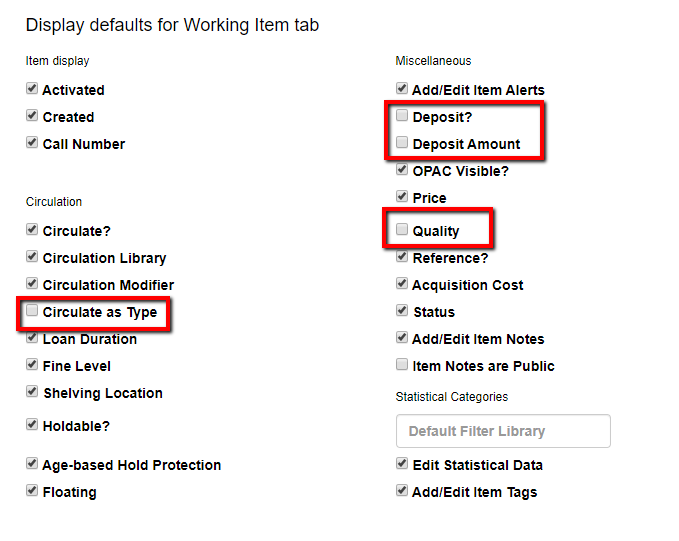 Display defaults for Working Item tab
Item display
Activated
Created
Call Number
Circulation
Circulate?
Circulation Library
Circulation Modifier
Circulate as Type
Loan Duration
Fine Level
Shelving Location
Holdable?
Age-based Hold Protection
Floating
Miscellaneous
Add/Edit Item Alerts
Deposit?
Deposit Amount
OPAC Visible?
Price
Quality
Reference?
Acquisition Cost
Status
Add/Edit Item Notes
Item Notes are Public
Statistical Categories
Default Filter Library
Edit Statistical Data
Add/Edit Item Tags